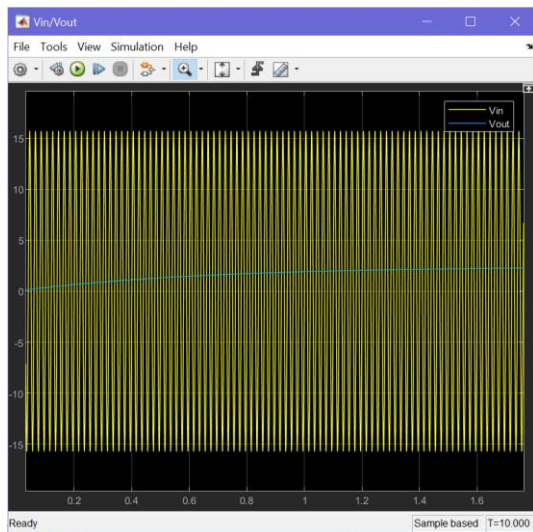 Vin/Vout
File Tools View Simulation Help
Vin
Vout
15
10
5
0
-5
-10
-15
0.2 0.4 0.6 0.8 1 1.2 1.4 1.6
Ready Sample based T=10.000